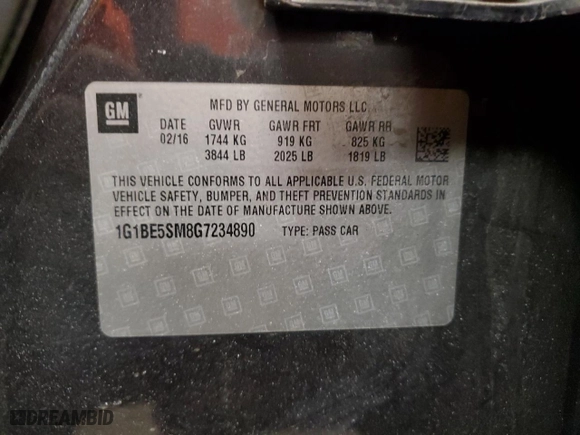 GM
MFD BY GENERAL MOTORS LLC
DATE GVWR GAWR FRT GAWR RR
02/16 1744 KG 919 KG 825 KG
3844 LB 2025 LB 1819 LB
THIS VEHICLE CONFORMS TO ALL APPLICABLE U.S. FEDERAL MOTOR
VEHICLE SAFETY, BUMPER, AND THEFT PREVENTION STANDARDS IN
EFFECT ON THE DATE OF MANUFACTURE SHOWN ABOVE.
1G1BE5SM8G7234890 TYPE: PASS CAR
DREAMBID